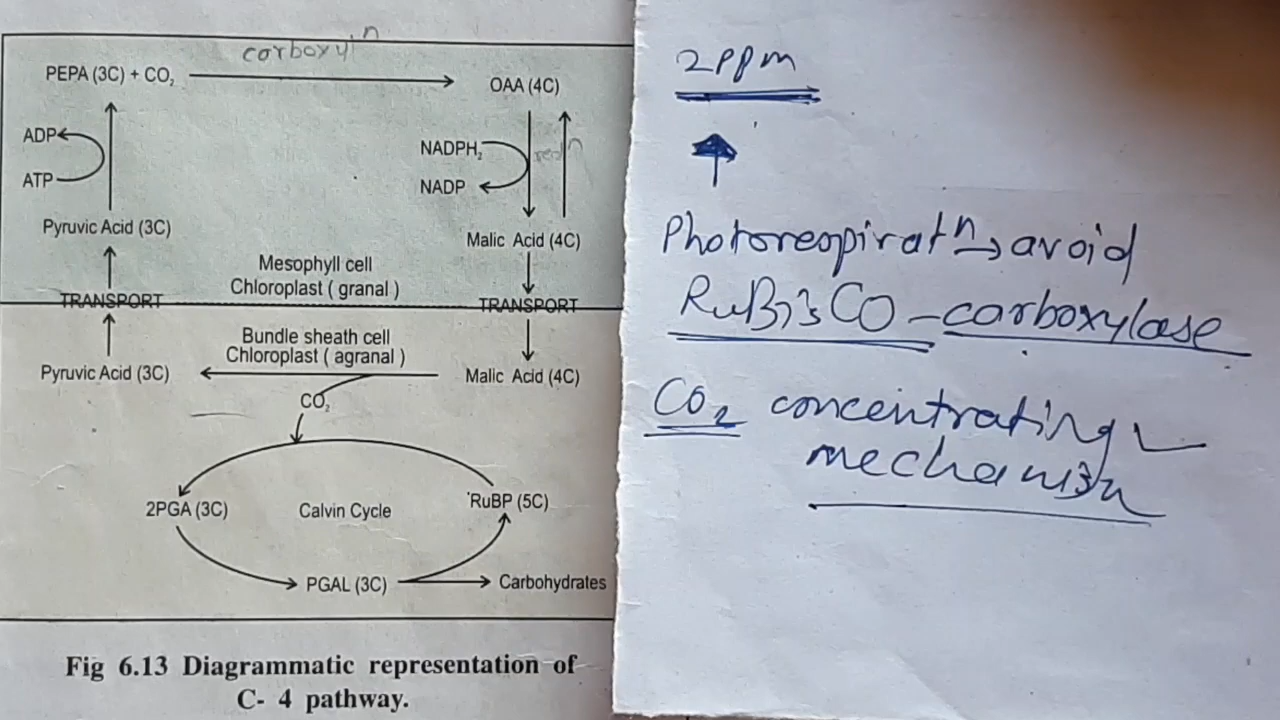 carboxylⁿ
PEPA (3C) + CO₂
OAA (4C)
ADP
ATP
NADPH₂
redⁿ
NADP
Pyruvic Acid (3C)
Malic Acid (4C)
Mesophyll cell
Chloroplast ( granal )
TRANSPORT
TRANSPORT
Bundle sheath cell
Chloroplast ( agranal )
Pyruvic Acid (3C)
Malic Acid (4C)
CO₂
2PGA (3C)
Calvin Cycle
RuBP (5C)
PGAL (3C)
Carbohydrates
Fig 6.13 Diagrammatic representation of
C- 4 pathway.
2ppm
Photorespiratⁿ → avoid
RuBisCO - carboxylase
CO₂ concentrating
mechanism